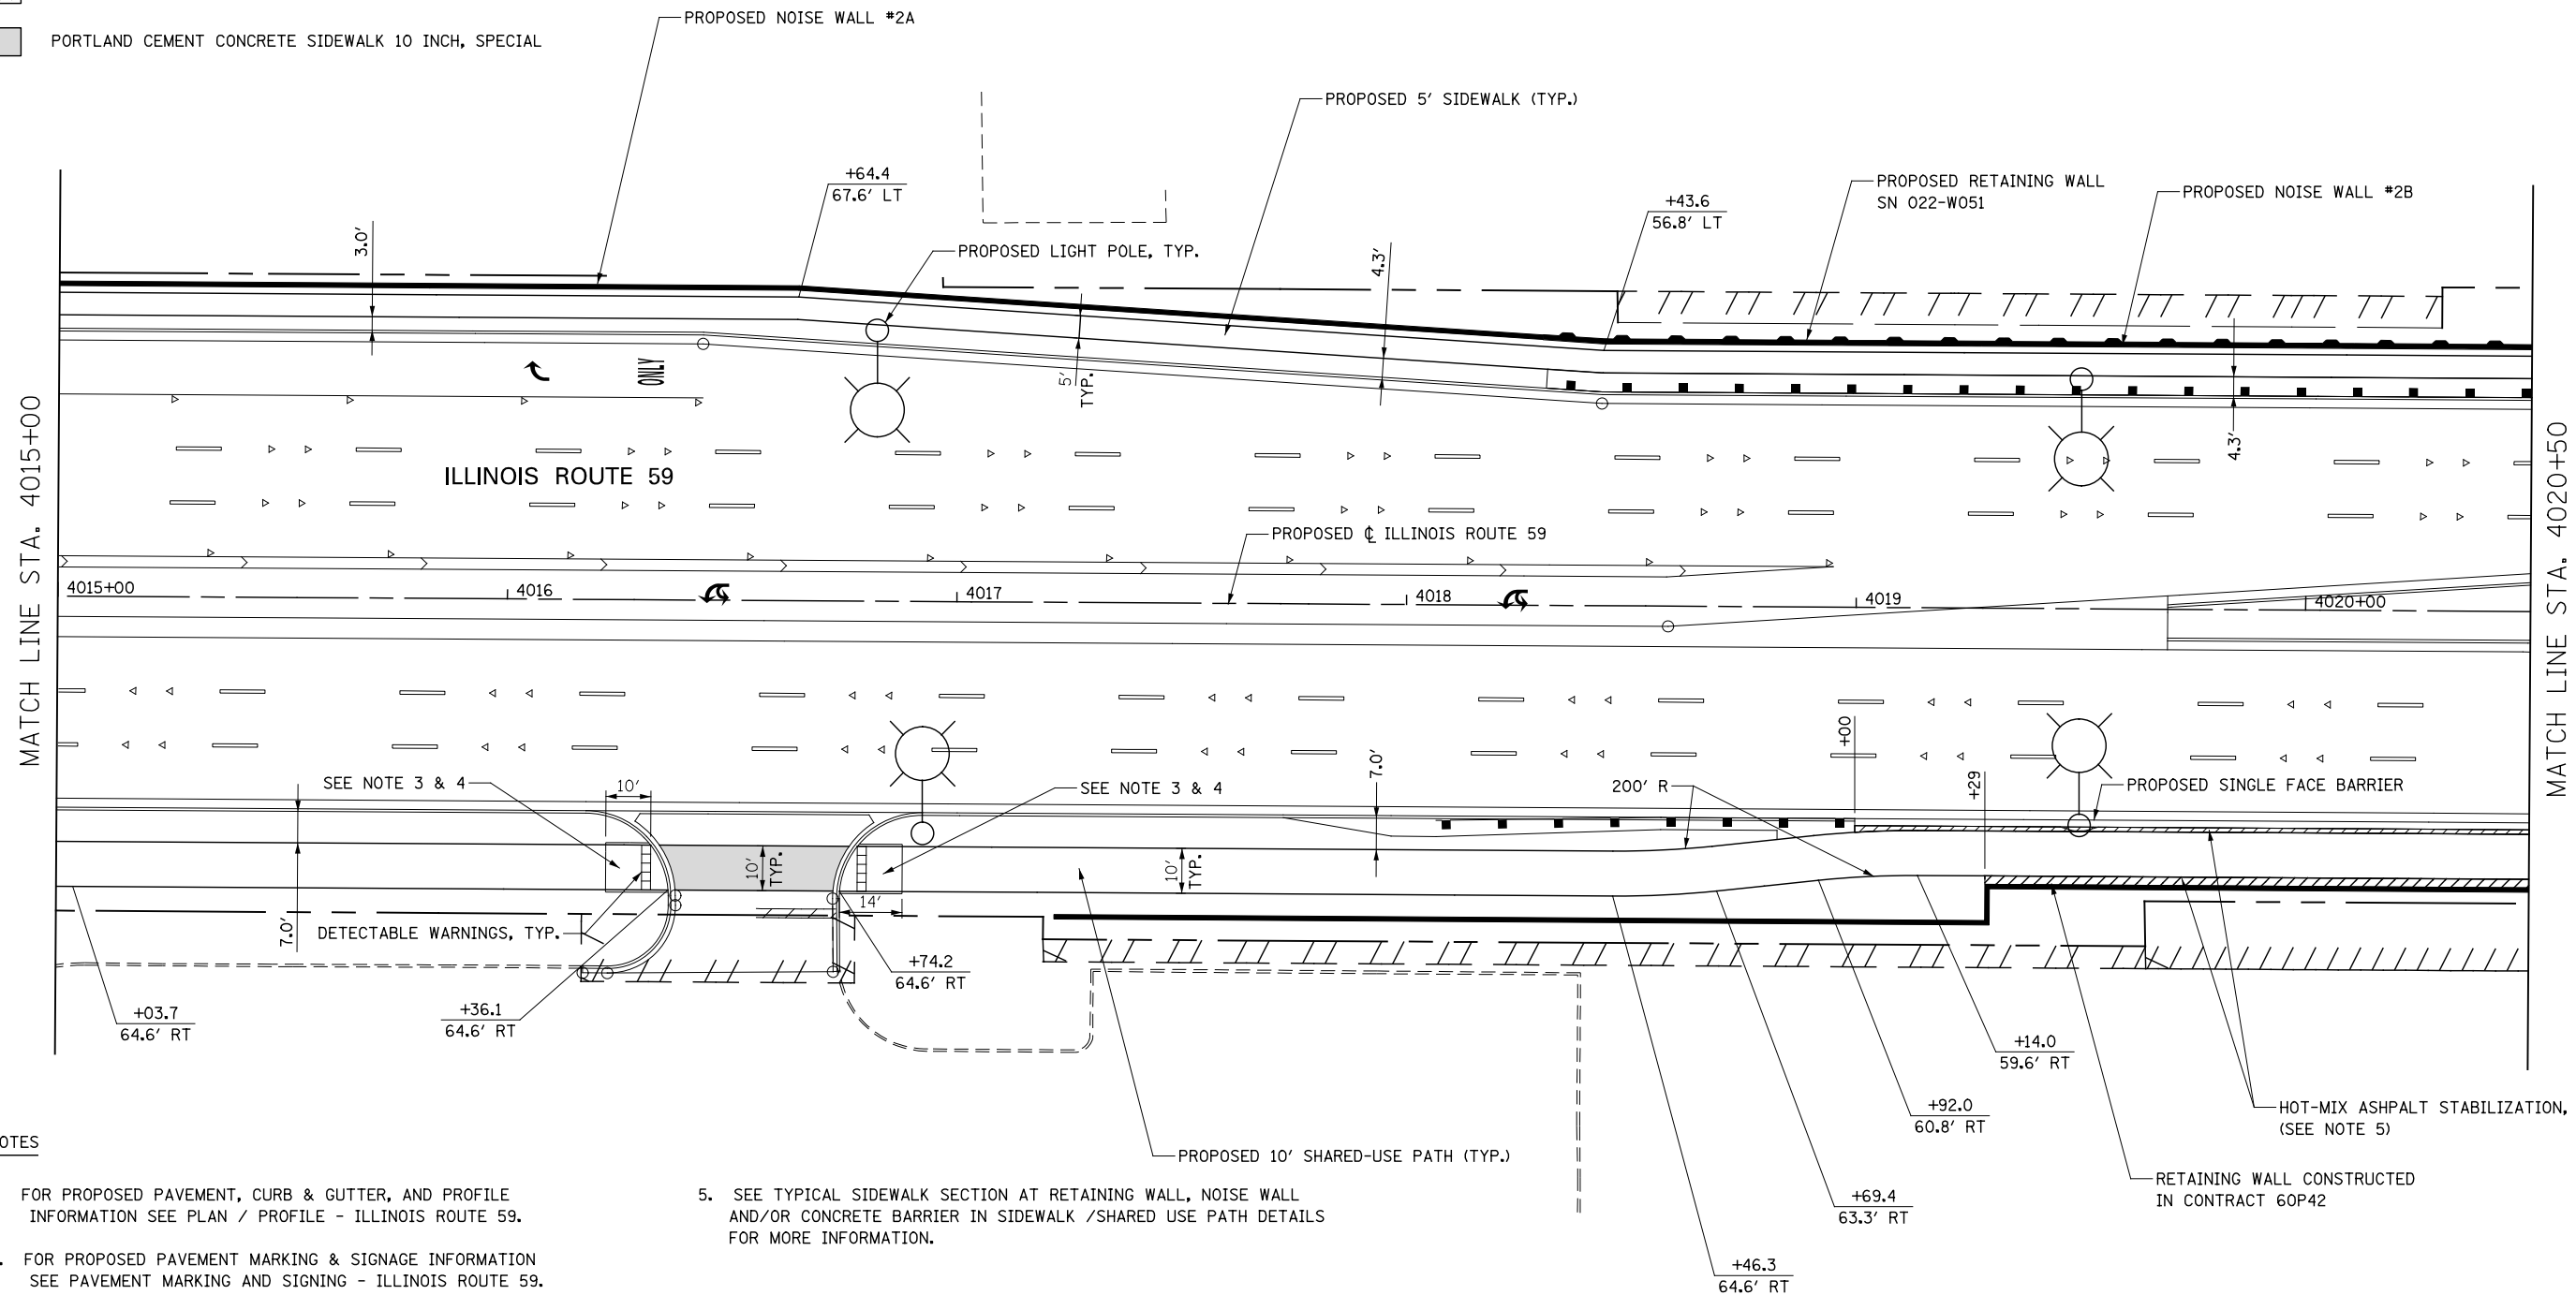 PROPOSED NOISE WALL #2A
PORTLAND CEMENT CONCRETE SIDEWALK 10 INCH, SPECIAL
PROPOSED 5' SIDEWALK (TYP.)
+64.4
67.6' LT
+43.6
56.8' LT
PROPOSED RETAINING WALL
SN 022-W051
PROPOSED NOISE WALL #2B
3.0'
PROPOSED LIGHT POLE, TYP.
4.3'
5'
TYP.
ONLY
4.3'
MATCH LINE STA. 4015+00
MATCH LINE STA. 4020+50
ILLINOIS ROUTE 59
PROPOSED ℄ ILLINOIS ROUTE 59
4015+00
4016
4017
4018
4019
4020+00
SEE NOTE 3 & 4
10'
SEE NOTE 3 & 4
7.0'
200' R
+00
+29
PROPOSED SINGLE FACE BARRIER
10'
TYP.
10'
TYP.
14'
7.0'
DETECTABLE WARNINGS, TYP.
+74.2
64.6' RT
+03.7
64.6' RT
+36.1
64.6' RT
+14.0
59.6' RT
+92.0
60.8' RT
HOT-MIX ASHPALT STABILIZATION,
(SEE NOTE 5)
OTES
PROPOSED 10' SHARED-USE PATH (TYP.)
RETAINING WALL CONSTRUCTED
IN CONTRACT 60P42
+69.4
63.3' RT
+46.3
64.6' RT
FOR PROPOSED PAVEMENT, CURB & GUTTER, AND PROFILE
INFORMATION SEE PLAN / PROFILE - ILLINOIS ROUTE 59.
. FOR PROPOSED PAVEMENT MARKING & SIGNAGE INFORMATION
SEE PAVEMENT MARKING AND SIGNING - ILLINOIS ROUTE 59.
5. SEE TYPICAL SIDEWALK SECTION AT RETAINING WALL, NOISE WALL
AND/OR CONCRETE BARRIER IN SIDEWALK /SHARED USE PATH DETAILS
FOR MORE INFORMATION.